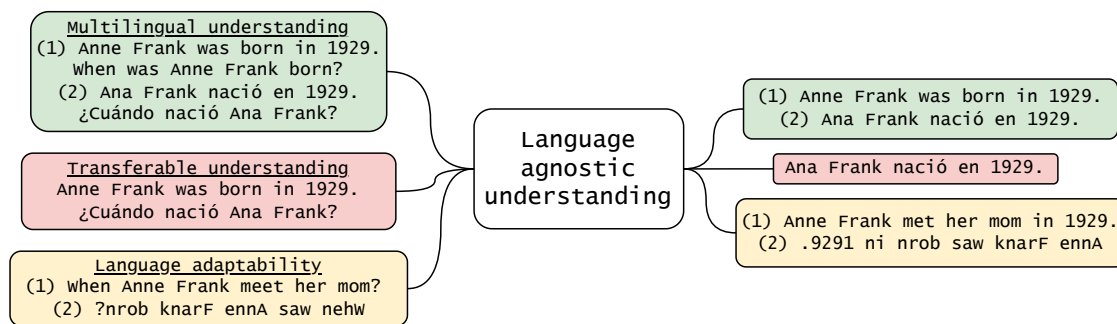 Multilingual understanding
(1) Anne Frank was born in 1929.
When was Anne Frank born?
(2) Ana Frank nació en 1929.
¿Cuándo nació Ana Frank?
Transferable understanding
Anne Frank was born in 1929.
¿Cuándo nació Ana Frank?
Language adaptability
(1) When Anne Frank meet her mom?
(2) ?nrob knarF ennA saw nehW
Language
agnostic
understanding
(1) Anne Frank was born in 1929.
(2) Ana Frank nació en 1929.
Ana Frank nació en 1929.
(1) Anne Frank met her mom in 1929.
(2) .9291 ni nrob saw knarF ennA